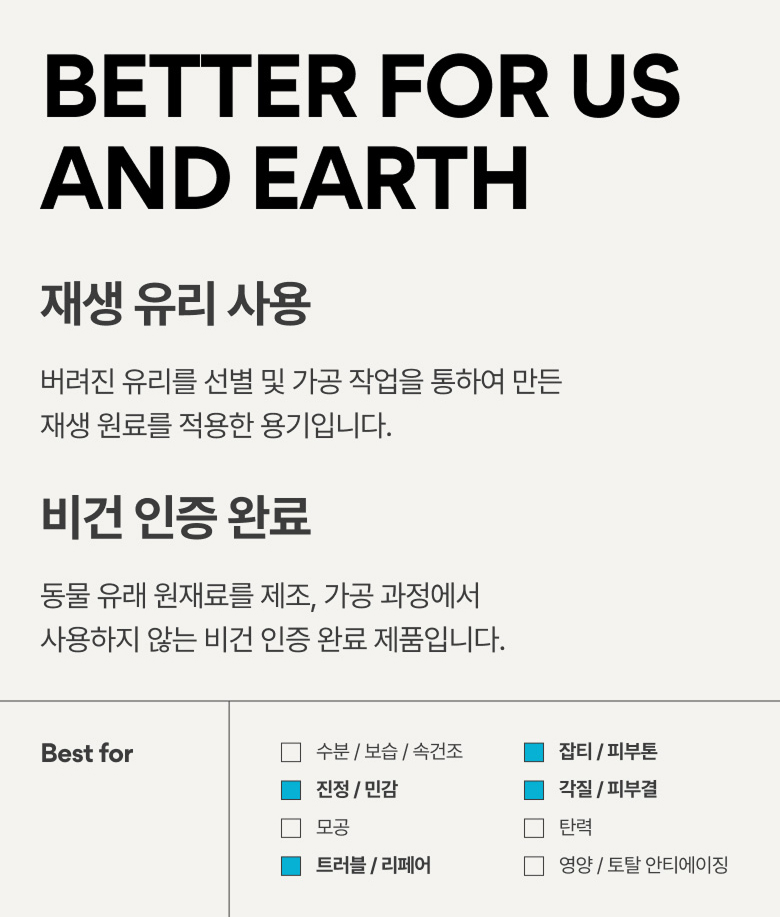 BETTER FOR US
AND EARTH
재생 유리 사용
버려진 유리를 선별 및 가공 작업을 통하여 만든
재생 원료를 적용한 용기입니다.
비건 인증 완료
동물 유래 원재료를 제조, 가공 과정에서
사용하지 않는 비건 인증 완료 제품입니다.
Best for
수분 / 보습 / 속건조
진정 / 민감
모공
트러블 / 리페어
잡티 / 피부톤
각질 / 피부결
탄력
영양 / 토탈 안티에이징